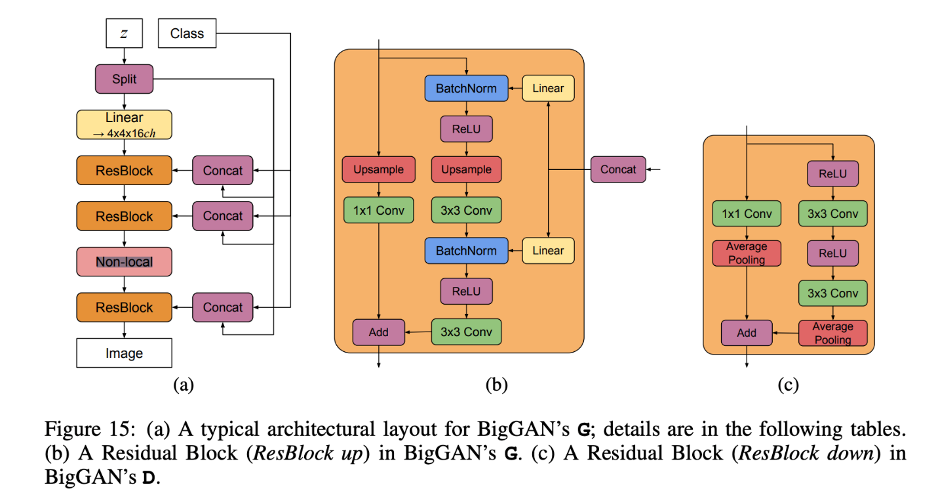 z
Class
Split
Linear
→ 4x4x16ch
ResBlock
Concat
ResBlock
Concat
Non-local
ResBlock
Concat
Image
(a)
BatchNorm
Linear
ReLU
Upsample
Upsample
Concat
1x1 Conv
3x3 Conv
BatchNorm
Linear
ReLU
Add
3x3 Conv
(b)
ReLU
1x1 Conv
3x3 Conv
Average
Pooling
ReLU
3x3 Conv
Add
Average
Pooling
(c)
Figure 15: (a) A typical architectural layout for BigGAN's G; details are in the following tables.
(b) A Residual Block (ResBlock up) in BigGAN's G. (c) A Residual Block (ResBlock down) in
BigGAN's D.